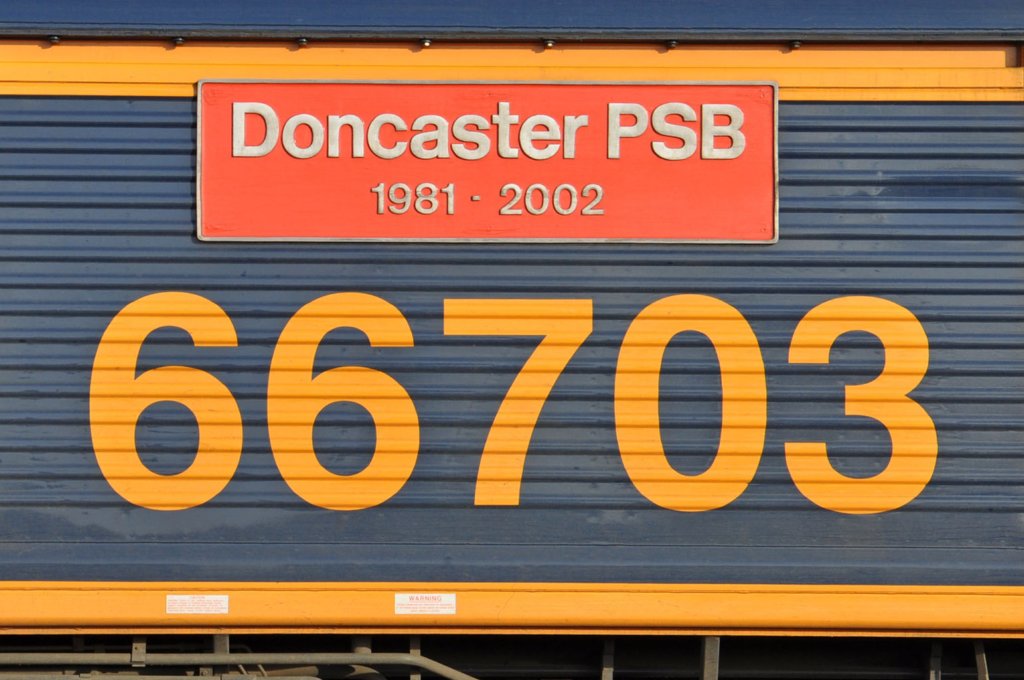 Doncaster PSB
1981 - 2002
66703
WARNING